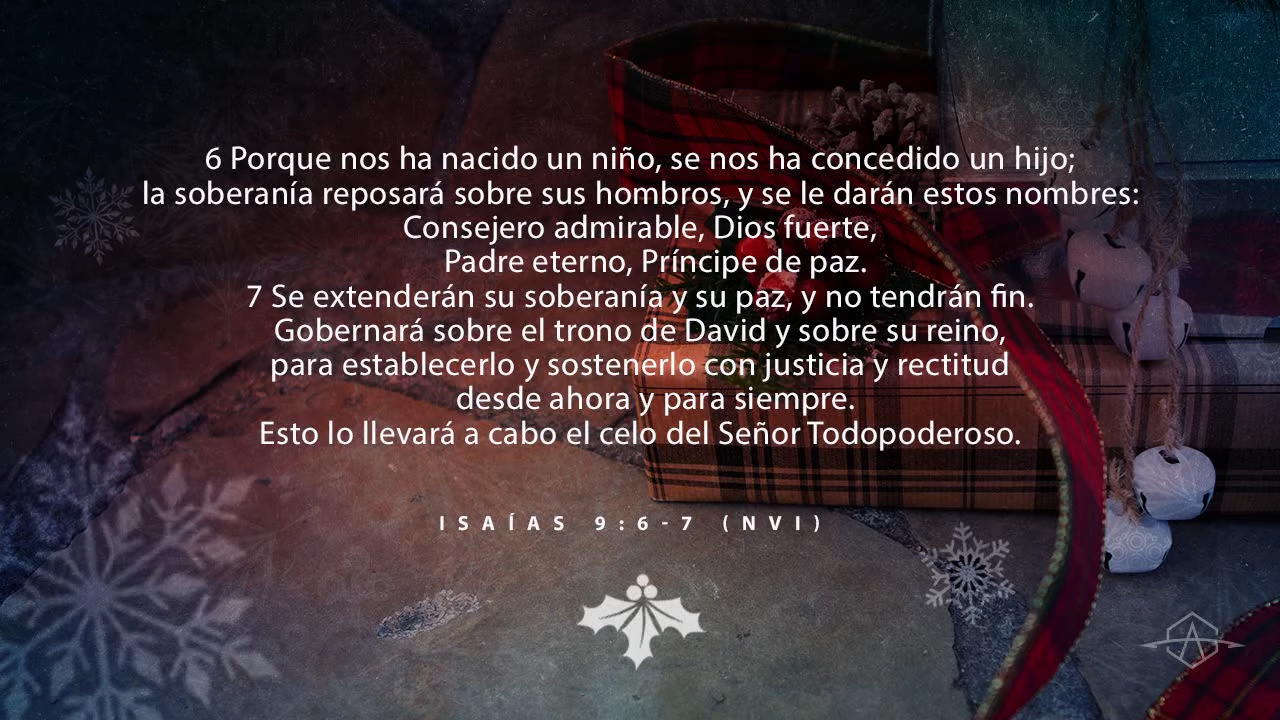 6 Porque nos ha nacido un niño, se nos ha concedido un hijo;
la soberanía reposará sobre sus hombros, y se le darán estos nombres:
Consejero admirable, Dios fuerte,
Padre eterno, Príncipe de paz.
7 Se extenderán su soberanía y su paz, y no tendrán fin.
Gobernará sobre el trono de David y sobre su reino,
para establecerlo y sostenerlo con justicia y rectitud
desde ahora y para siempre.
Esto lo llevará a cabo el celo del Señor Todopoderoso.
ISAÍAS 9:6-7 (NVI)